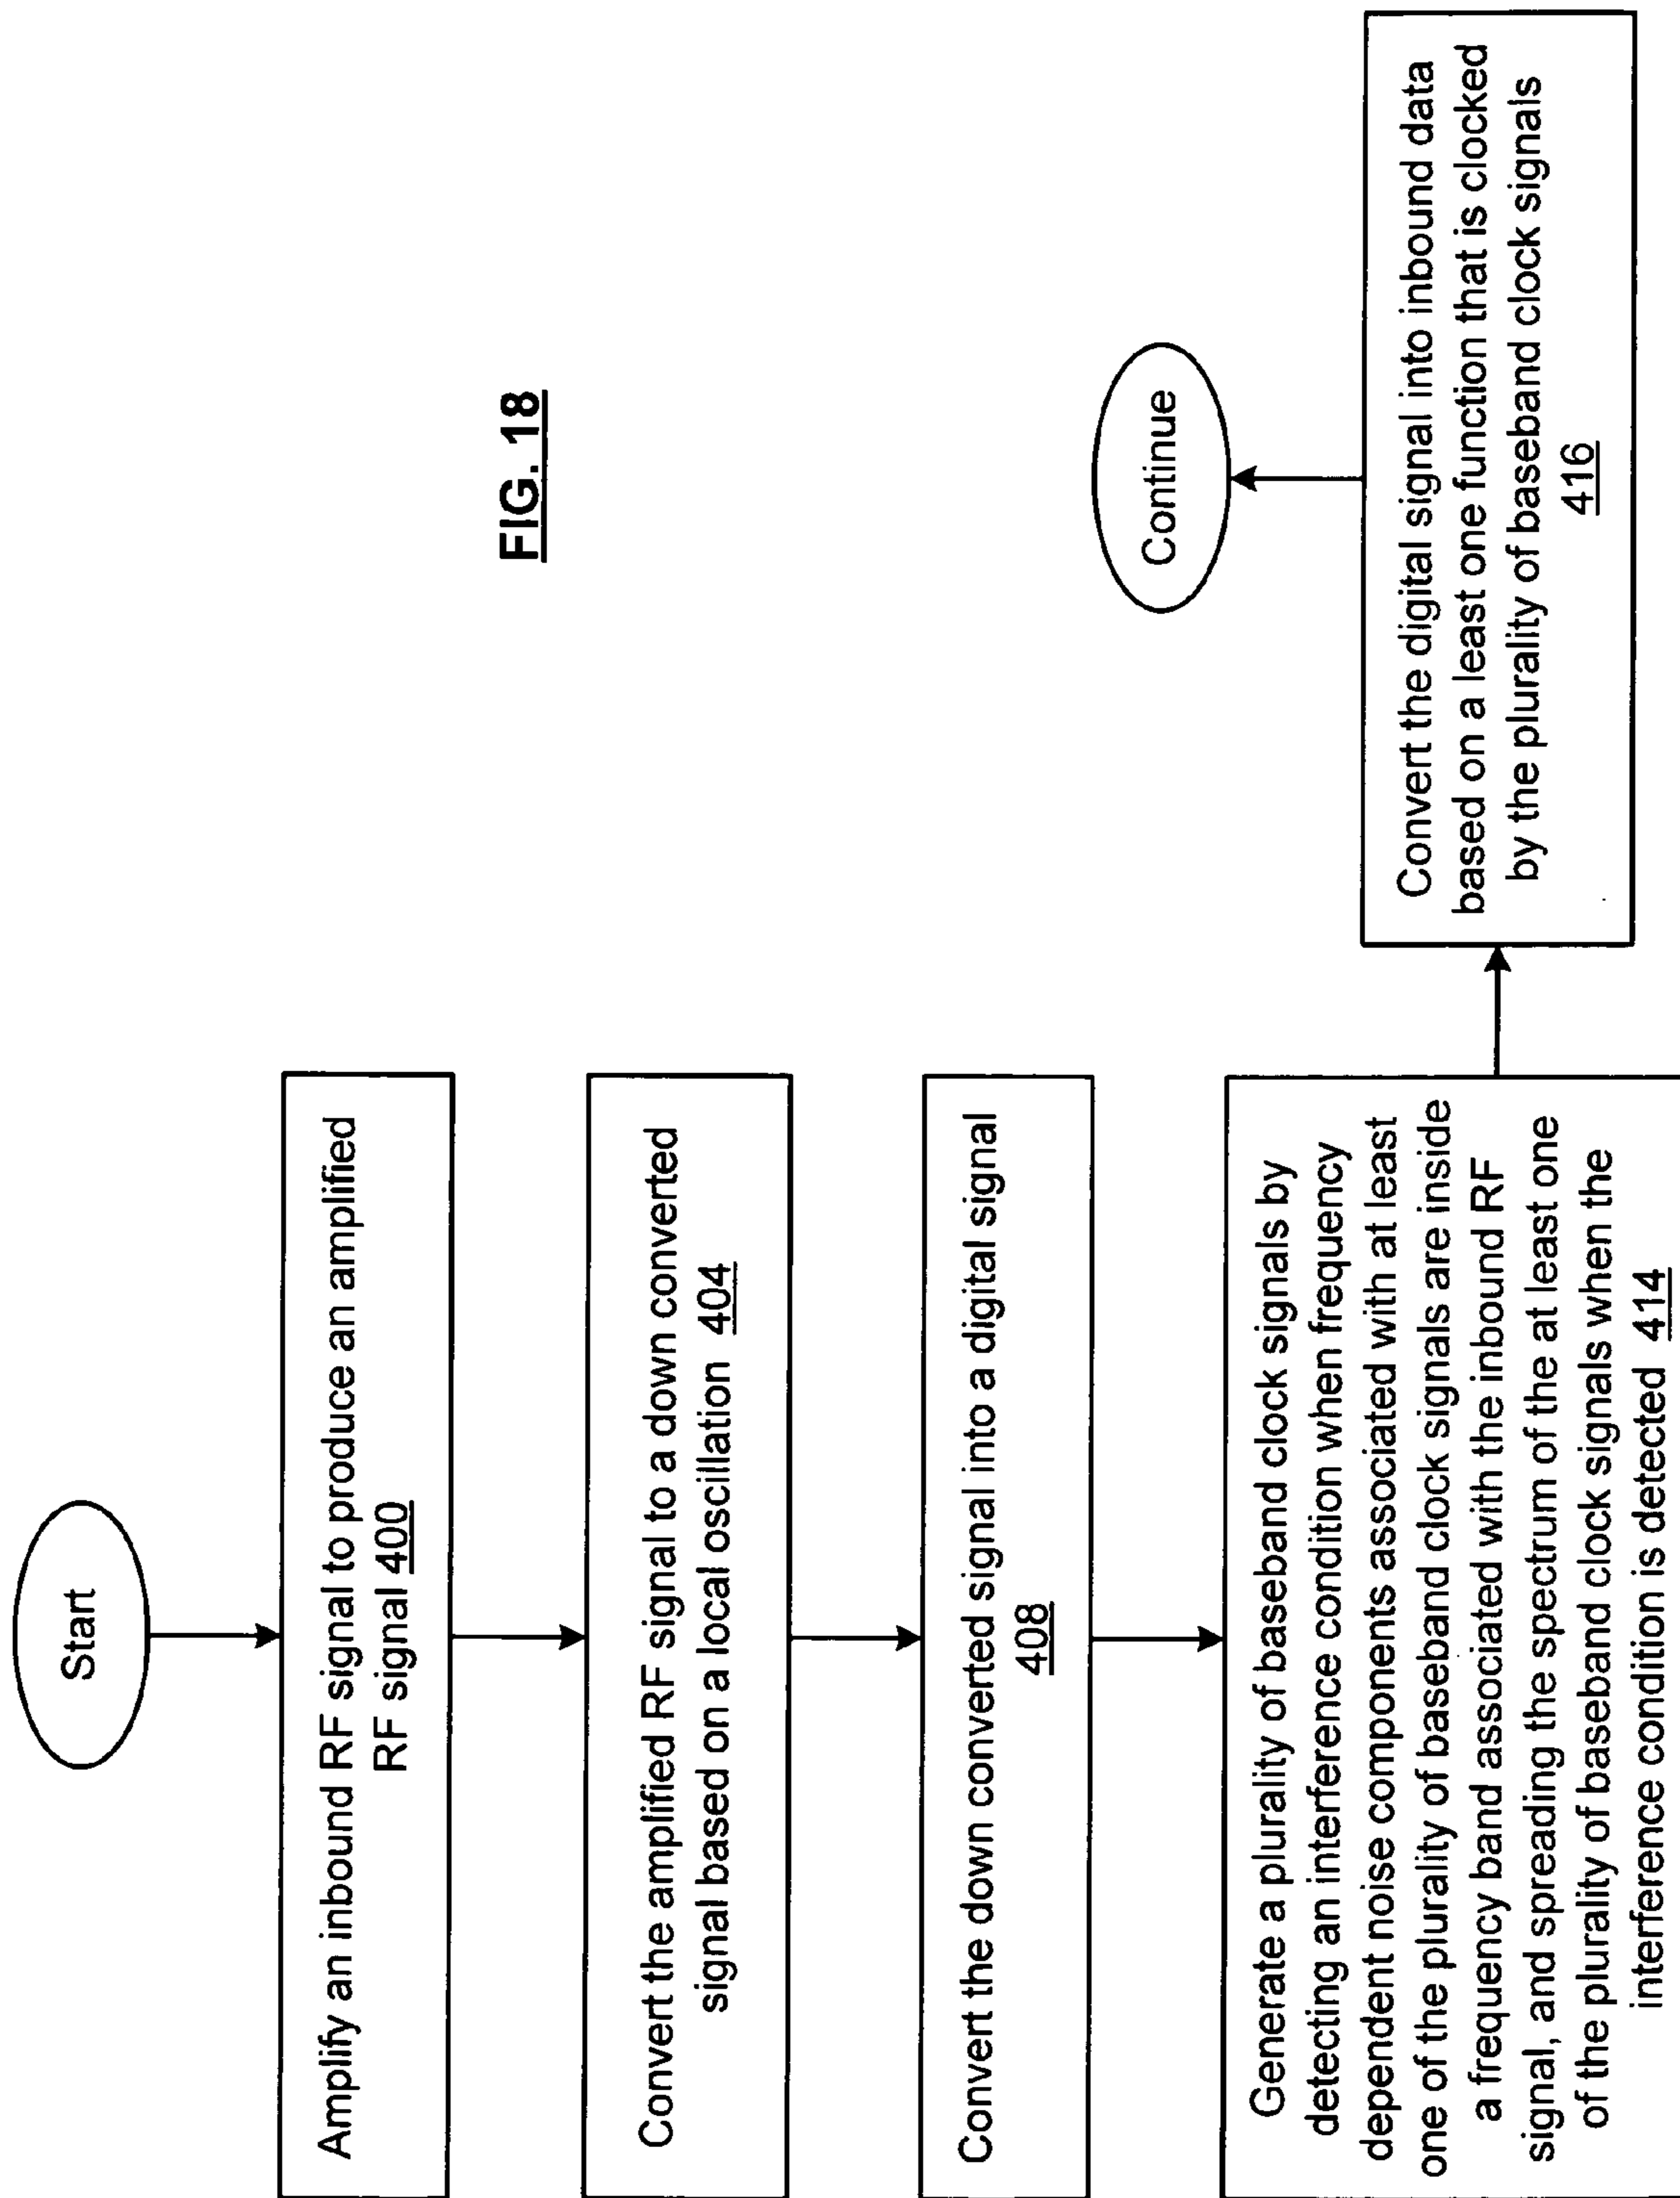 Start
Amplify an inbound RF signal to produce an amplified
RF signal 400
Convert the amplified RF signal to a down converted
signal based on a local oscillation 404
Convert the down converted signal into a digital signal
408
Generate a plurality of baseband clock signals by
detecting an interference condition when frequency
dependent noise components associated with at least
one of the plurality of baseband clock signals are inside
a frequency band associated with the inbound RF
signal, and spreading the spectrum of the at least one
of the plurality of baseband clock signals when the
interference condition is detected 414
Convert the digital signal into inbound data
based on a least one function that is clocked
by the plurality of baseband clock signals
416
Continue
FIG. 18